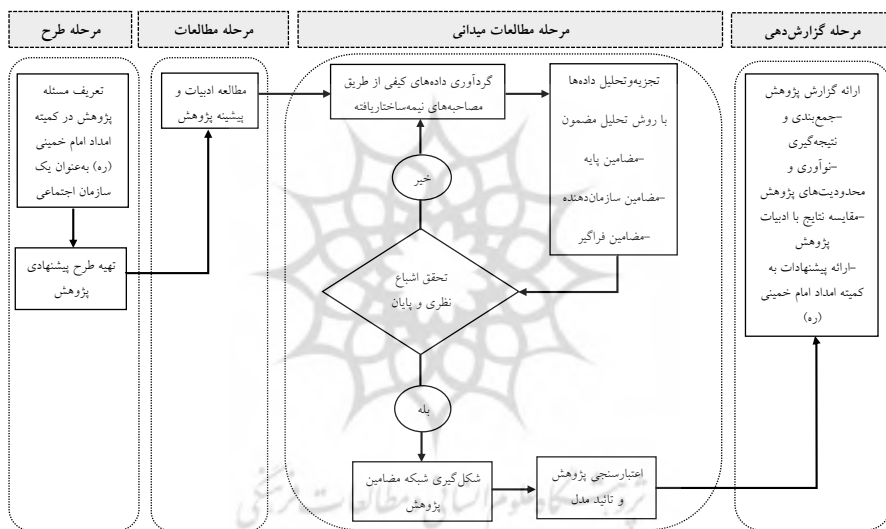 مرحله طرح
مرحله مطالعات
مرحله مطالعات میدانی
مرحله گزارش‌دهی
تعریف مسئله
پژوهش در کمیته
امداد امام خمینی
(ره) به‌عنوان یک
سازمان اجتماعی
تهیه طرح پیشنهادی
پژوهش
مطالعه ادبیات و
پیشینه پژوهش
گردآوری داده‌های کیفی از طریق
مصاحبه‌های نیمه‌ساختاریافته
تجزیه‌وتحلیل داده‌ها
با روش تحلیل مضمون
–مضامین پایه
–مضامین سازمان‌دهنده
–مضامین فراگیر
خیر
تحقق اشباع
نظری و پایان
بله
شکل‌گیری شبکه مضامین
پژوهش
اعتبارسنجی پژوهش
و تائید مدل
ارائه گزارش پژوهش
–جمع‌بندی و
نتیجه‌گیری
–نوآوری و
محدودیت‌های پژوهش
–مقایسه نتایج با ادبیات
پژوهش
–ارائه پیشنهادات به
کمیته امداد امام خمینی
(ره)